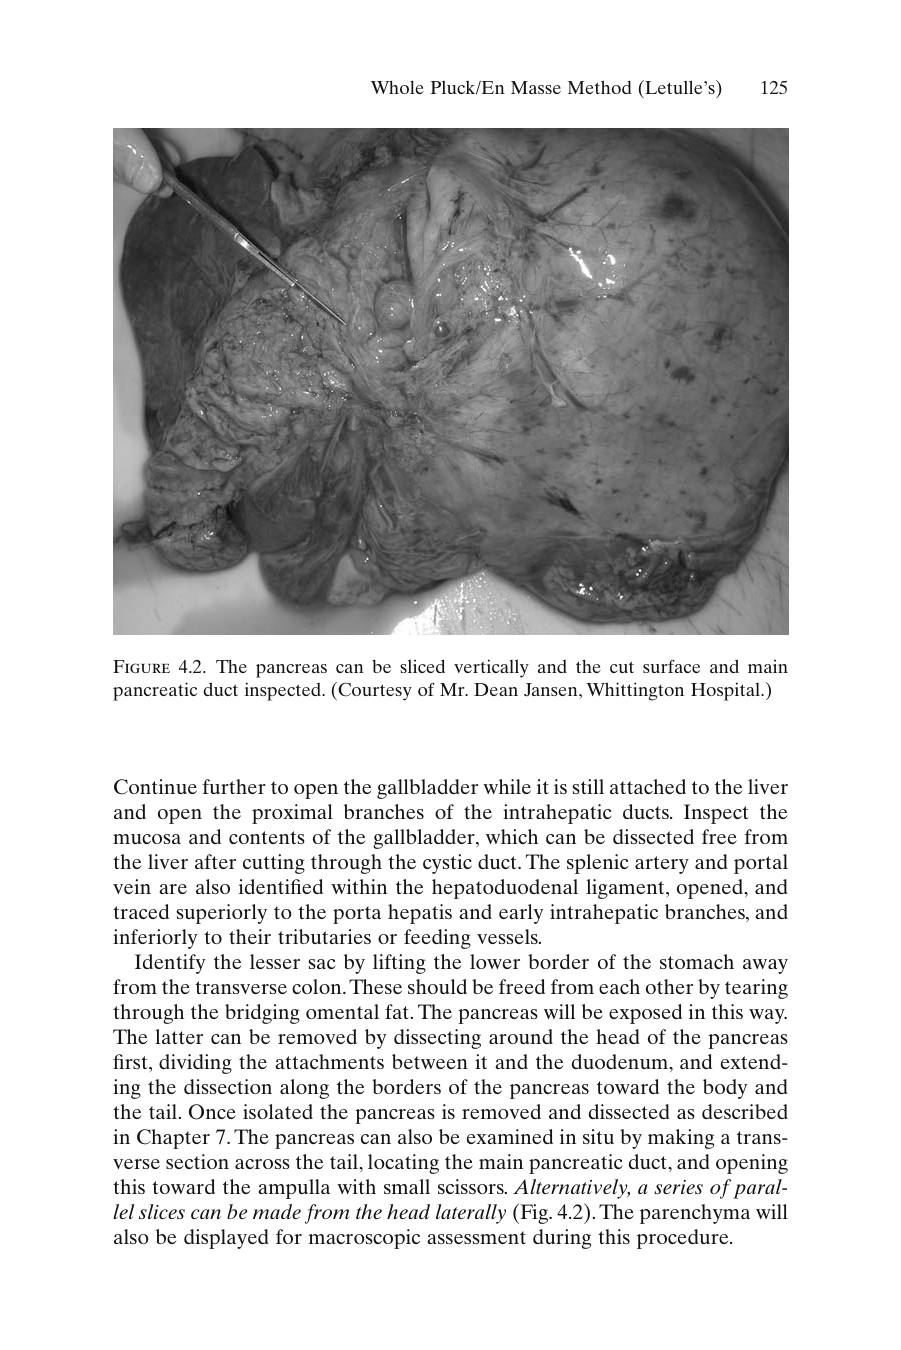 Whole Pluck/En Masse Method (Letulle’s) 125
FIGURE 4.2. The pancreas can be sliced vertically and the cut surface and main
pancreatic duct inspected. (Courtesy of Mr. Dean Jansen, Whittington Hospital.)
Continue further to open the gallbladder while it is still attached to the liver
and open the proximal branches of the intrahepatic ducts. Inspect the
mucosa and contents of the gallbladder, which can be dissected free from
the liver after cutting through the cystic duct. The splenic artery and portal
vein are also identified within the hepatoduodenal ligament, opened, and
traced superiorly to the porta hepatis and early intrahepatic branches, and
inferiorly to their tributaries or feeding vessels.
Identify the lesser sac by lifting the lower border of the stomach away
from the transverse colon. These should be freed from each other by tearing
through the bridging omental fat. The pancreas will be exposed in this way.
The latter can be removed by dissecting around the head of the pancreas
first, dividing the attachments between it and the duodenum, and extend-
ing the dissection along the borders of the pancreas toward the body and
the tail. Once isolated the pancreas is removed and dissected as described
in Chapter 7. The pancreas can also be examined in situ by making a trans-
verse section across the tail, locating the main pancreatic duct, and opening
this toward the ampulla with small scissors. Alternatively, a series of paral-
lel slices can be made from the head laterally (Fig. 4.2). The parenchyma will
also be displayed for macroscopic assessment during this procedure.